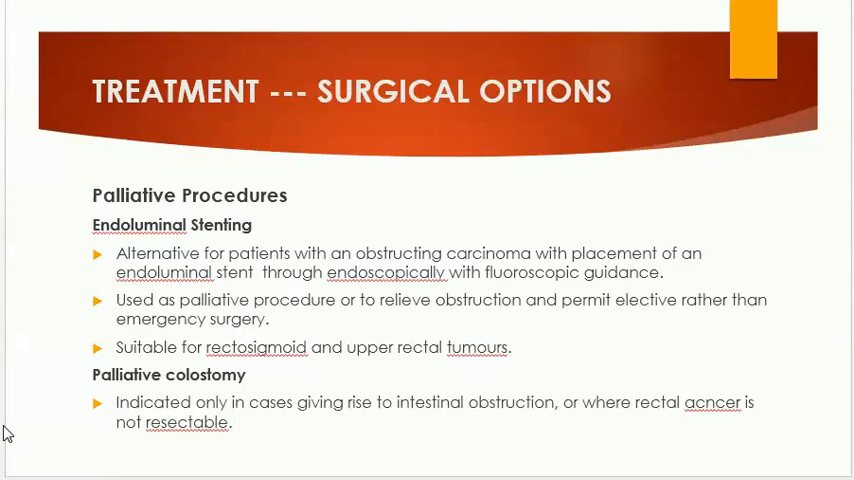 TREATMENT --- SURGICAL OPTIONS
Palliative Procedures
Endoluminal Stenting
Alternative for patients with an obstructing carcinoma with placement of an
endoluminal stent through endoscopically with fluoroscopic guidance.
Used as palliative procedure or to relieve obstruction and permit elective rather than
emergency surgery.
Suitable for rectosigmoid and upper rectal tumours.
Palliative colostomy
Indicated only in cases giving rise to intestinal obstruction, or where rectal acncer is
not resectable.